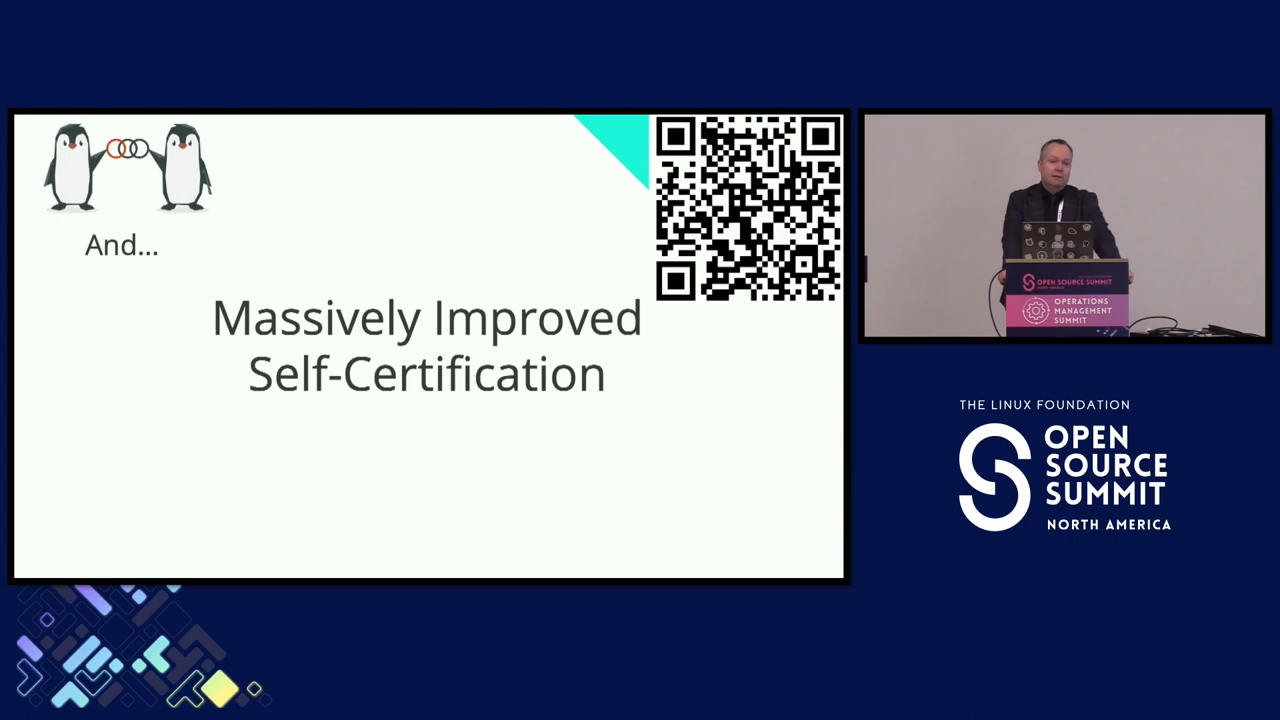 And...
Massively Improved
Self-Certification
OPEN SOURCE SUMMIT
OPERATIONS
MANAGEMENT
SUMMIT
THE LINUX FOUNDATION
OPEN
SOURCE
SUMMIT
NORTH AMERICA